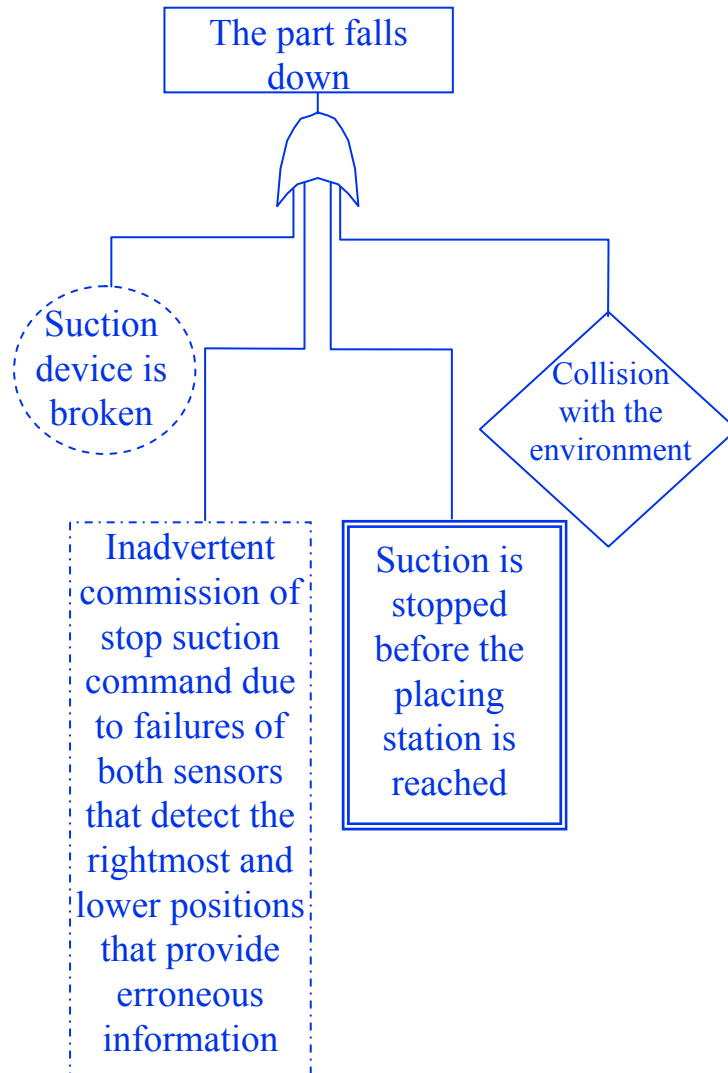 The part falls
down
Suction
device is
broken
Collision
with the
environment
Inadvertent
commission of
stop suction
command due
to failures of
both sensors
that detect the
rightmost and
lower positions
that provide
erroneous
information
Suction is
stopped
before the
placing
station is
reached